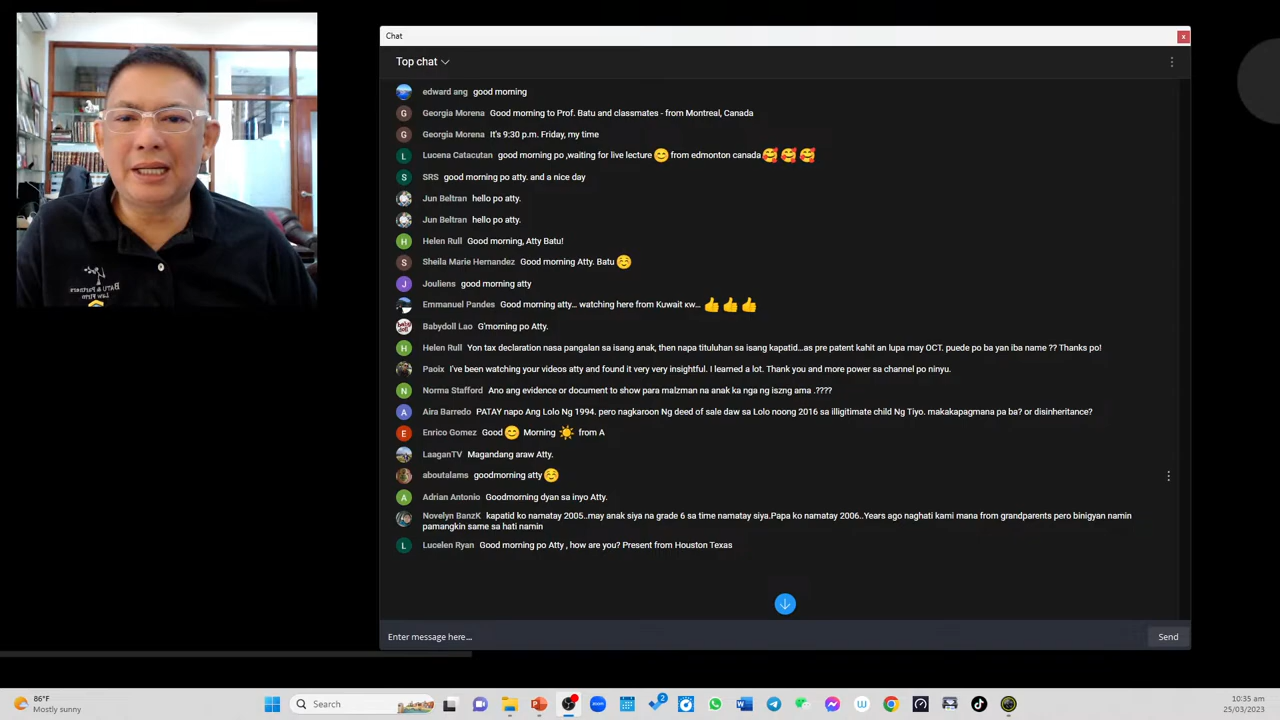 Chat
Top chat
edward ang good morning
Georgia Morena Good morning to Prof. Batu and classmates - from Montreal, Canada
Georgia Morena It's 9:30 p.m. Friday, my time
Lucena Catacutan good morning po ,waiting for live lecture 😊 from edmonton canada 🥰 🥰 🥰
SRS good morning po atty. and a nice day
Jun Beltran hello po atty.
Jun Beltran hello po atty.
Helen Rull Good morning, Atty Batu!
Sheila Marie Hernandez Good morning Atty. Batu ☺️
Jouliens good morning atty
Emmanuel Pandes Good morning atty... watching here from Kuwait kw... 👍 👍 👍
Babydoll Lao G'morning po Atty.
Helen Rull Yon tax declaration nasa pangalan sa isang anak, then napa tituluhan sa isang kapatid...as pre patent kahit an lupa may OCT. puede po ba yan iba name ?? Thanks po!
Paoix I've been watching your videos atty and found it very very insightful. I learned a lot. Thank you and more power sa channel po ninyu.
Norma Stafford Ano ang evidence or document to show para malzman na anak ka nga ng iszng ama .????
Aira Barredo PATAY napo Ang Lolo Ng 1994. pero nagkaroon Ng deed of sale daw sa Lolo noong 2016 sa illigitimate child Ng Tiyo. makakapagmana pa ba? or disinheritance?
Enrico Gomez Good 😊 Morning ☀️ from A
LaaganTV Magandang araw Atty.
aboutalams goodmorning atty ☺️
Adrian Antonio Goodmorning dyan sa inyo Atty.
Novelyn BanzK kapatid ko namatay 2005..may anak siya na grade 6 sa time namatay siya.Papa ko namatay 2006..Years ago naghati kami mana from grandparents pero binigyan namin
pamangkin same sa hati namin
Lucelen Ryan Good morning po Atty , how are you? Present from Houston Texas
Enter message here...
Send
BATU & PARTNERS
LAW FIRM
86°F
Mostly sunny
Search
2
10:35 am
25/03/2023